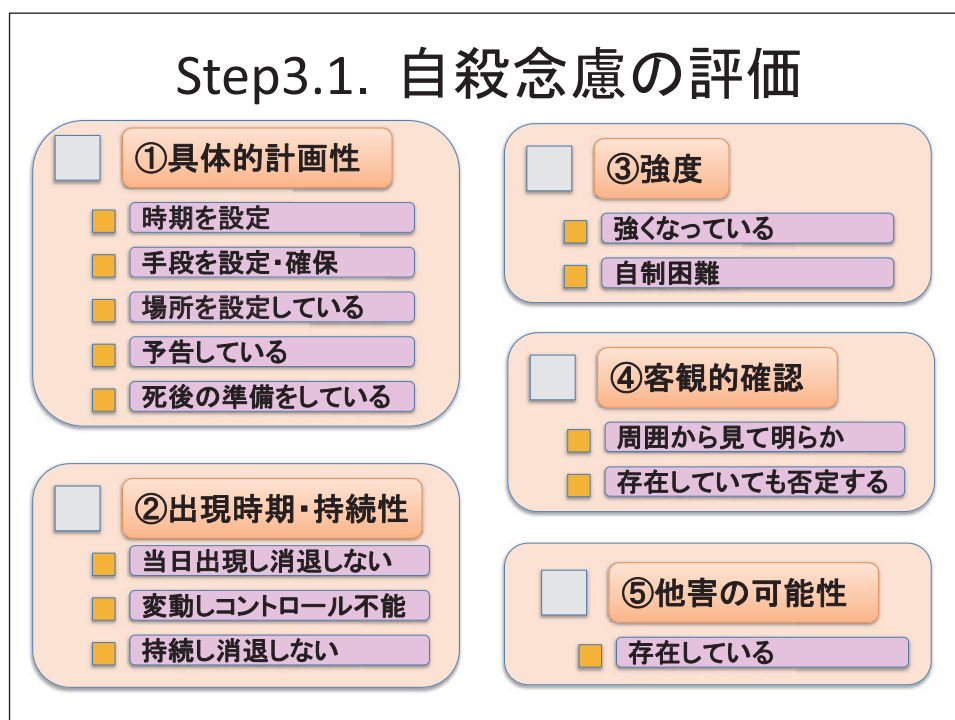 Step3.1. 自殺念慮の評価
①具体的計画性
時期を設定
手段を設定・確保
場所を設定している
予告している
死後の準備をしている
②出現時期・持続性
当日出現し消退しない
変動しコントロール不能
持続し消退しない
③強度
強くなっている
自制困難
④客観的確認
周囲から見て明らか
存在していても否定する
⑤他害の可能性
存在している